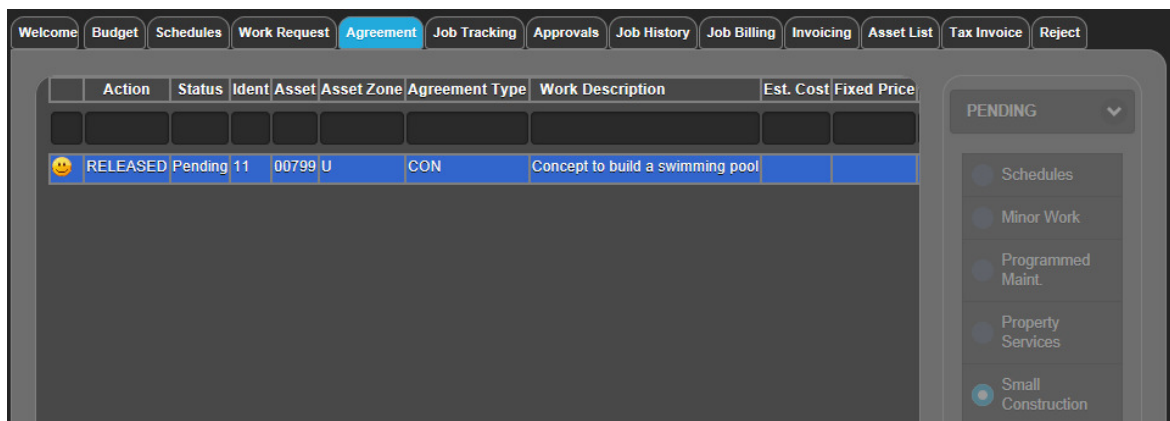 Welcome Budget Schedules Work Request Agreement Job Tracking Approvals Job History Job Billing Invoicing Asset List Tax Invoice Reject
Action Status Ident Asset Asset Zone Agreement Type Work Description Est. Cost Fixed Price
RELEASED Pending 11 00799 U CON Concept to build a swimming pool
PENDING
Schedules
Minor Work
Programmed
Maint.
Property
Services
Small
Construction